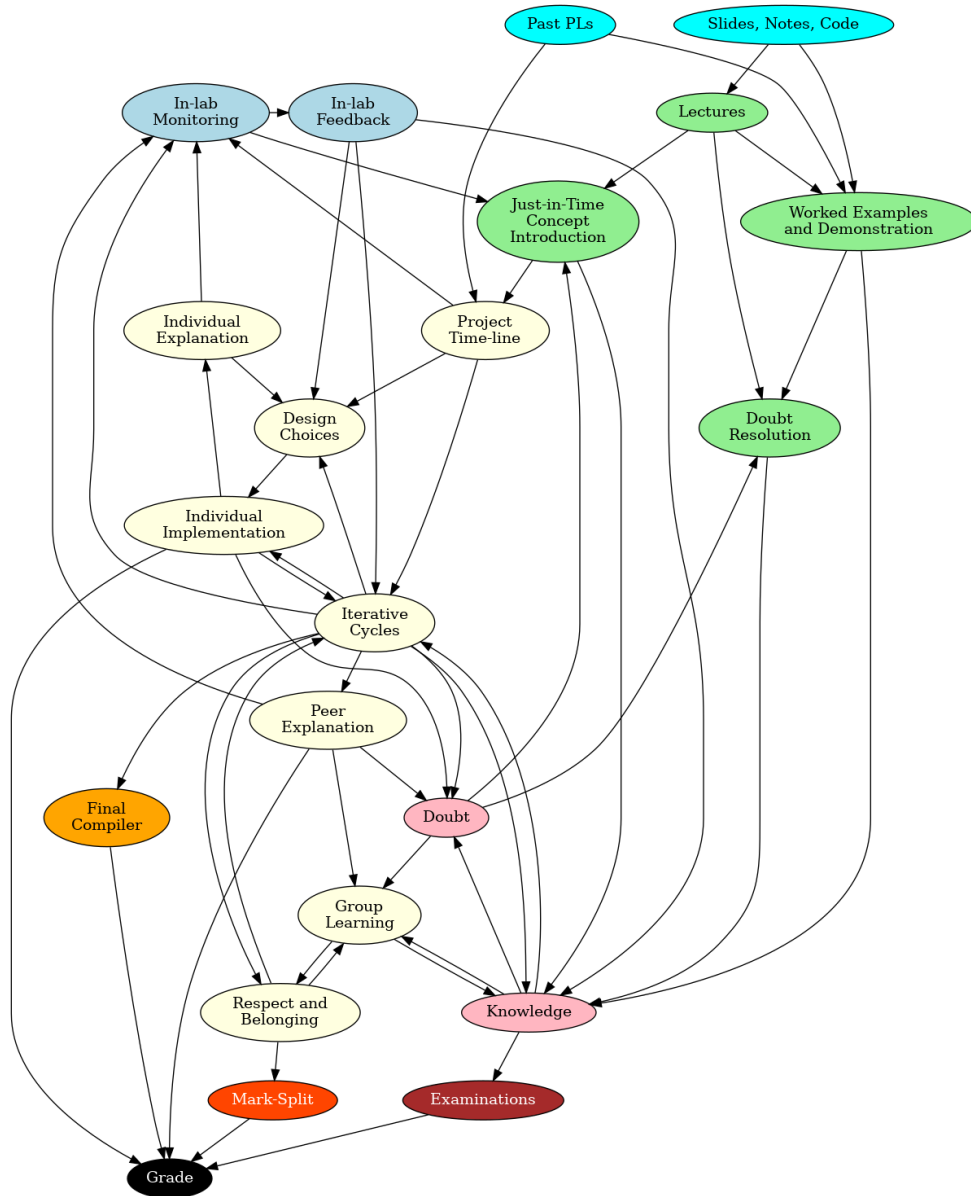 Past PLs
Slides, Notes, Code
In-lab
Monitoring
In-lab
Feedback
Lectures
Just-in-Time
Concept
Introduction
Worked Examples
and Demonstration
Individual
Explanation
Project
Time-line
Design
Choices
Doubt
Resolution
Individual
Implementation
Iterative
Cycles
Peer
Explanation
Final
Compiler
Doubt
Group
Learning
Respect and
Belonging
Knowledge
Mark-Split
Examinations
Grade